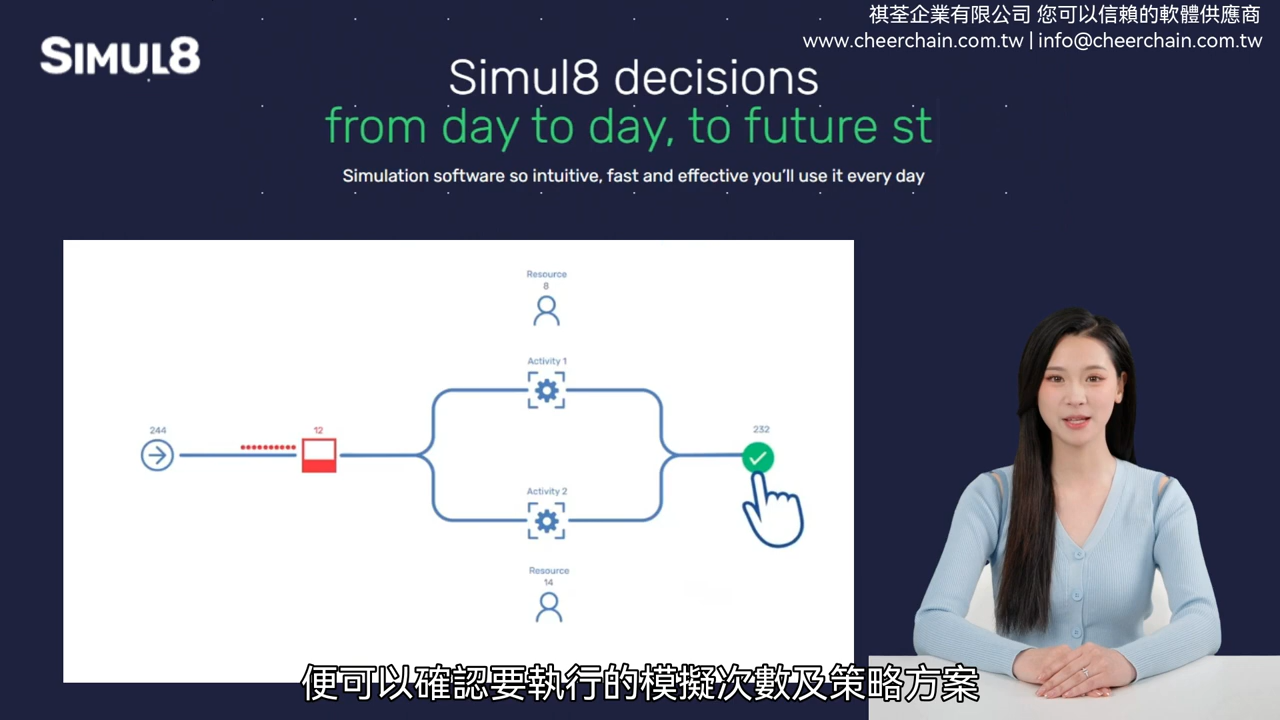 祺荃企業有限公司 您可以信賴的軟體供應商
www.cheerchain.com.tw | info@cheerchain.com.tw
SIMUL8
Simul8 decisions
from day to day, to future st
Simulation software so intuitive, fast and effective you'll use it every day
Resource
8
Activity 1
244
12
232
Activity 2
Resource
14
便可以確認要執行的模擬次數及策略方案